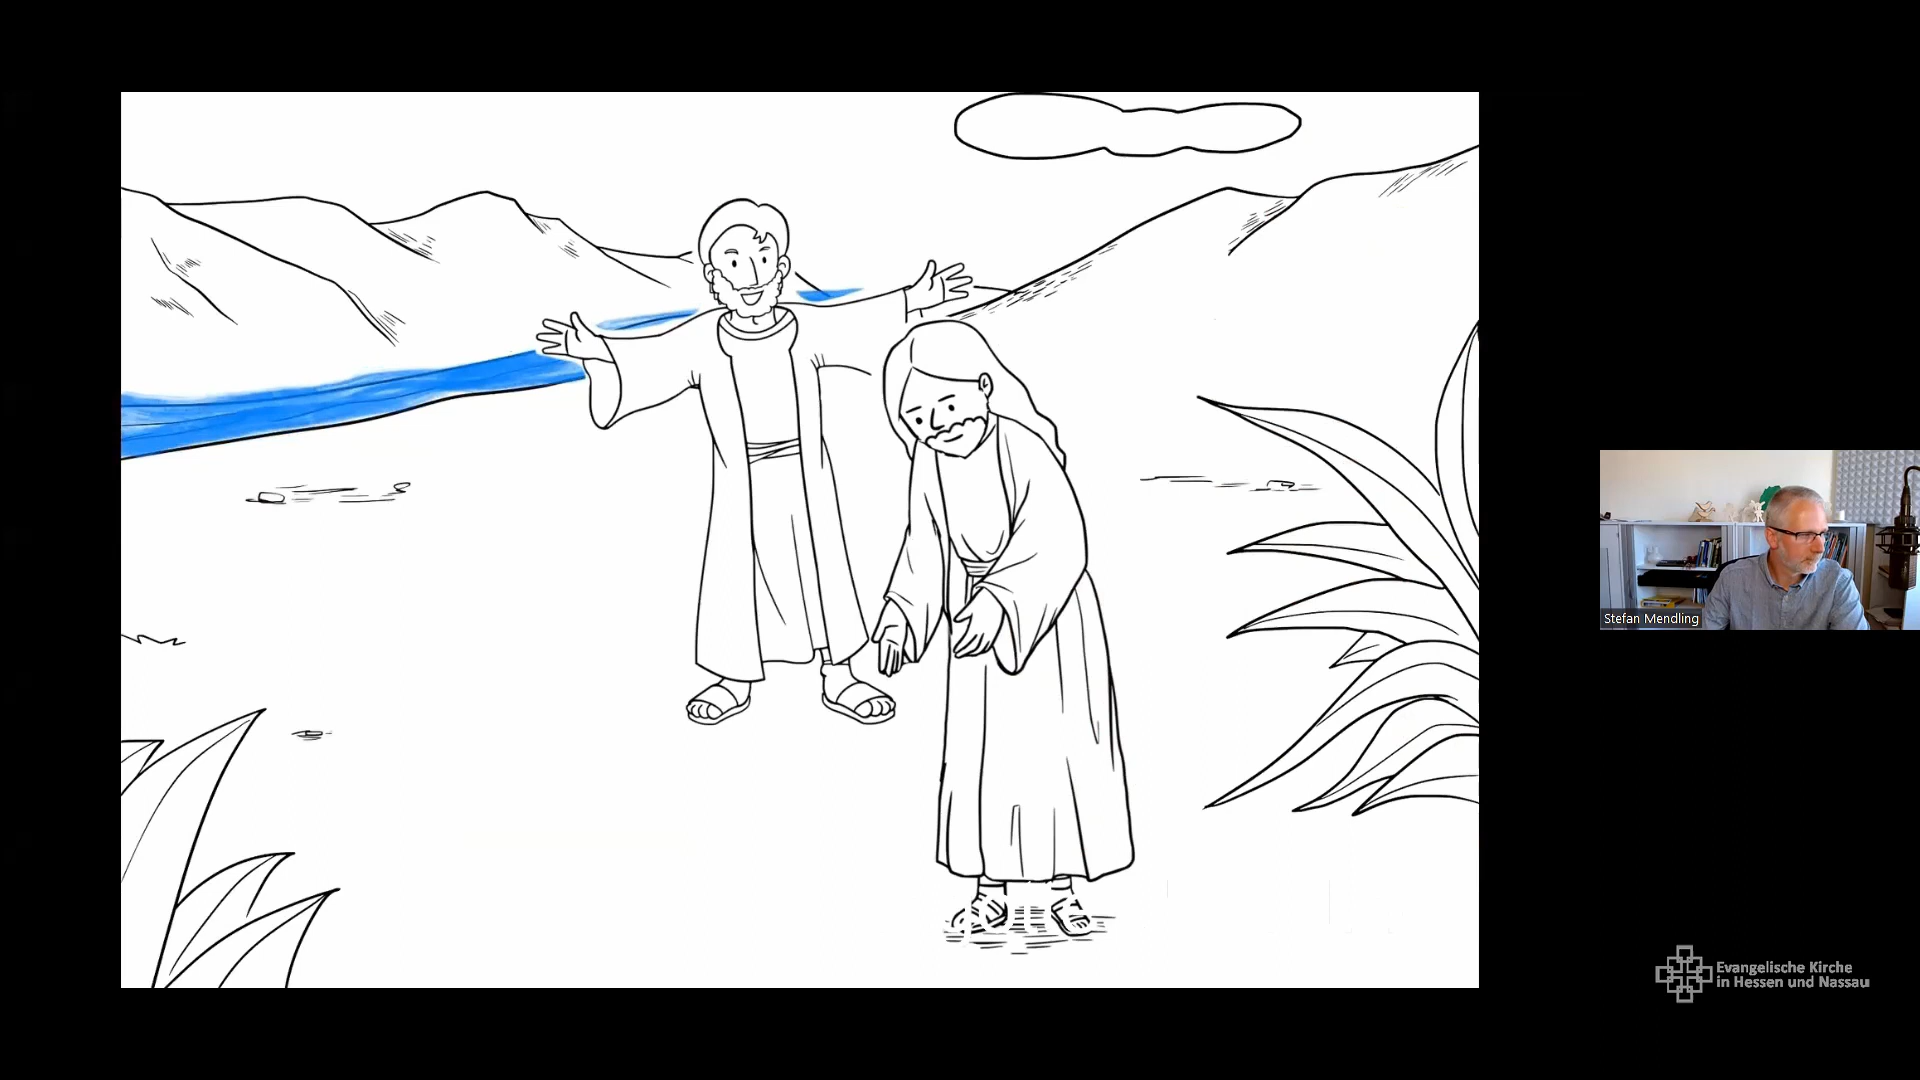 Stefan Mendling
Evangelische Kirche
in Hessen und Nassau